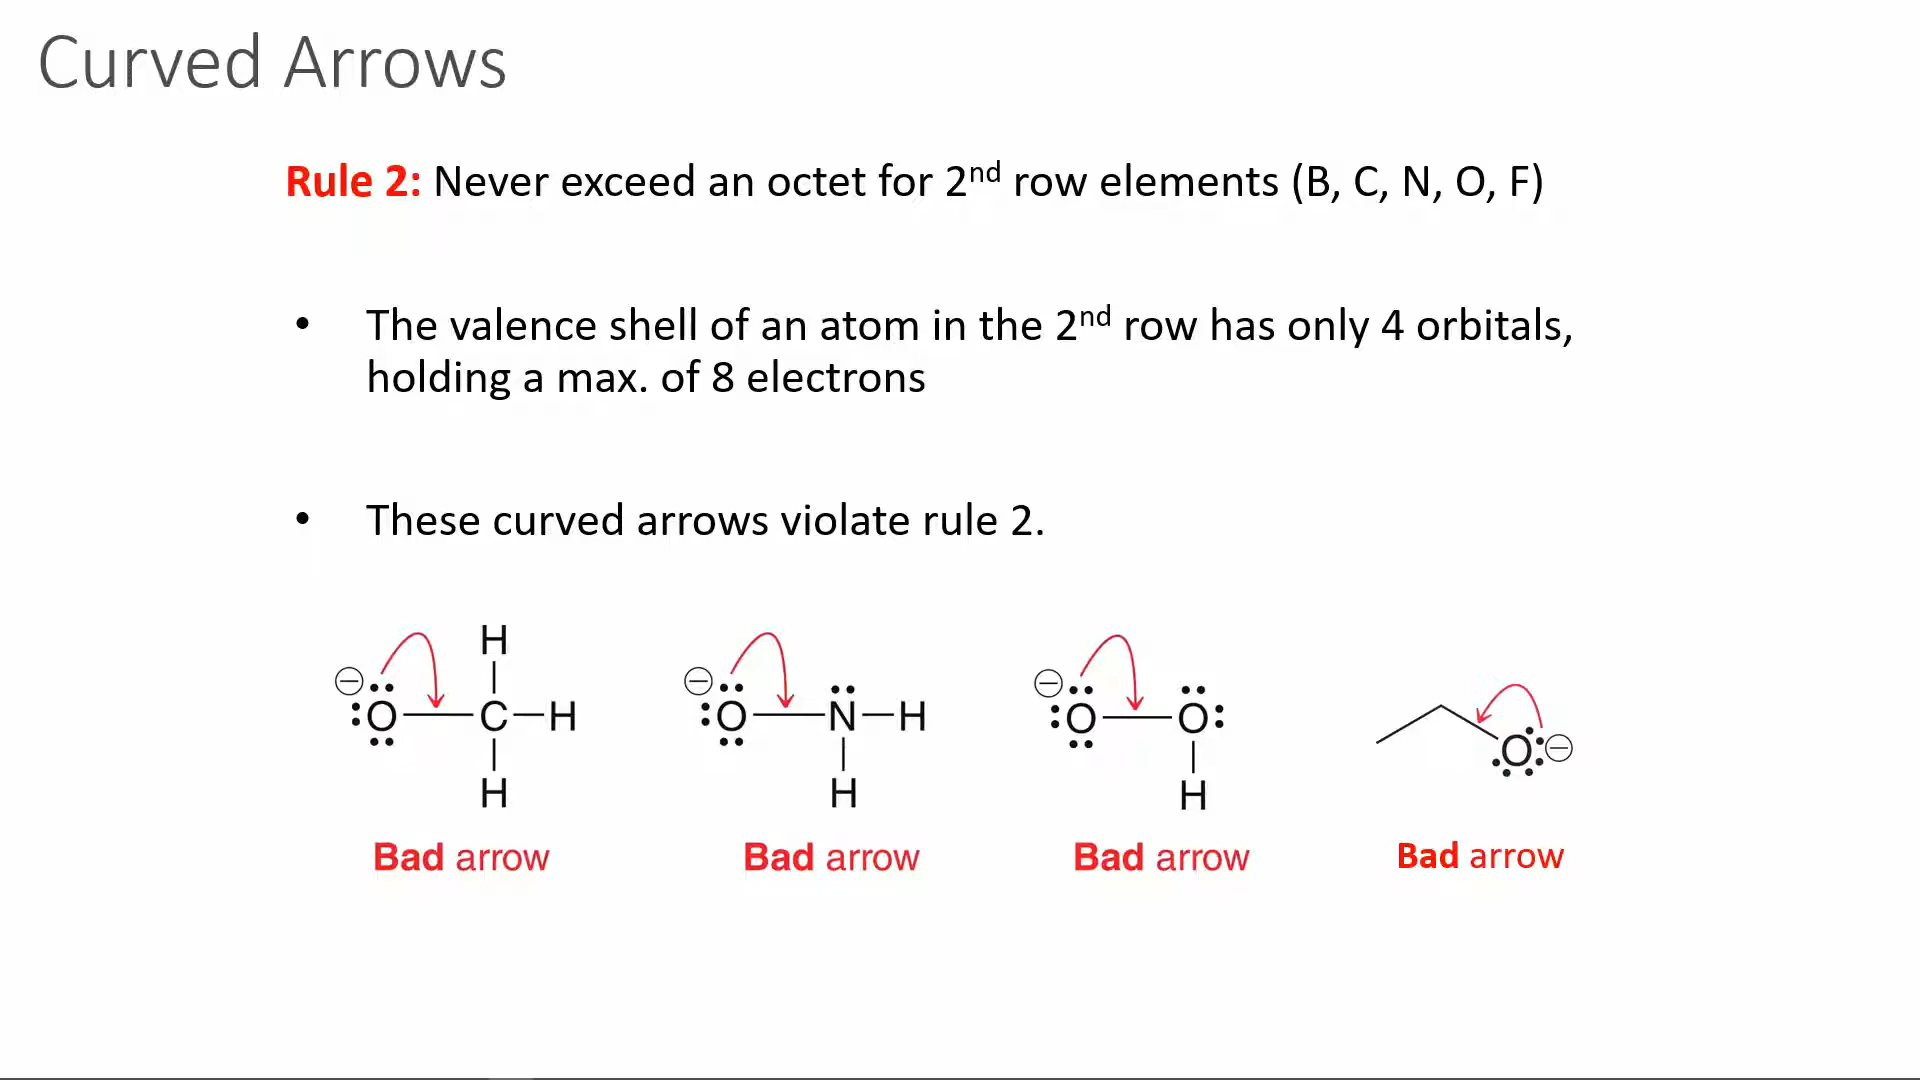 Curved Arrows
Rule 2: Never exceed an octet for 2nd row elements (B, C, N, O, F)
• The valence shell of an atom in the 2nd row has only 4 orbitals,
holding a max. of 8 electrons
• These curved arrows violate rule 2.
H
O C H
H
Bad arrow
O N H
H
Bad arrow
O O
H
Bad arrow
O
Bad arrow